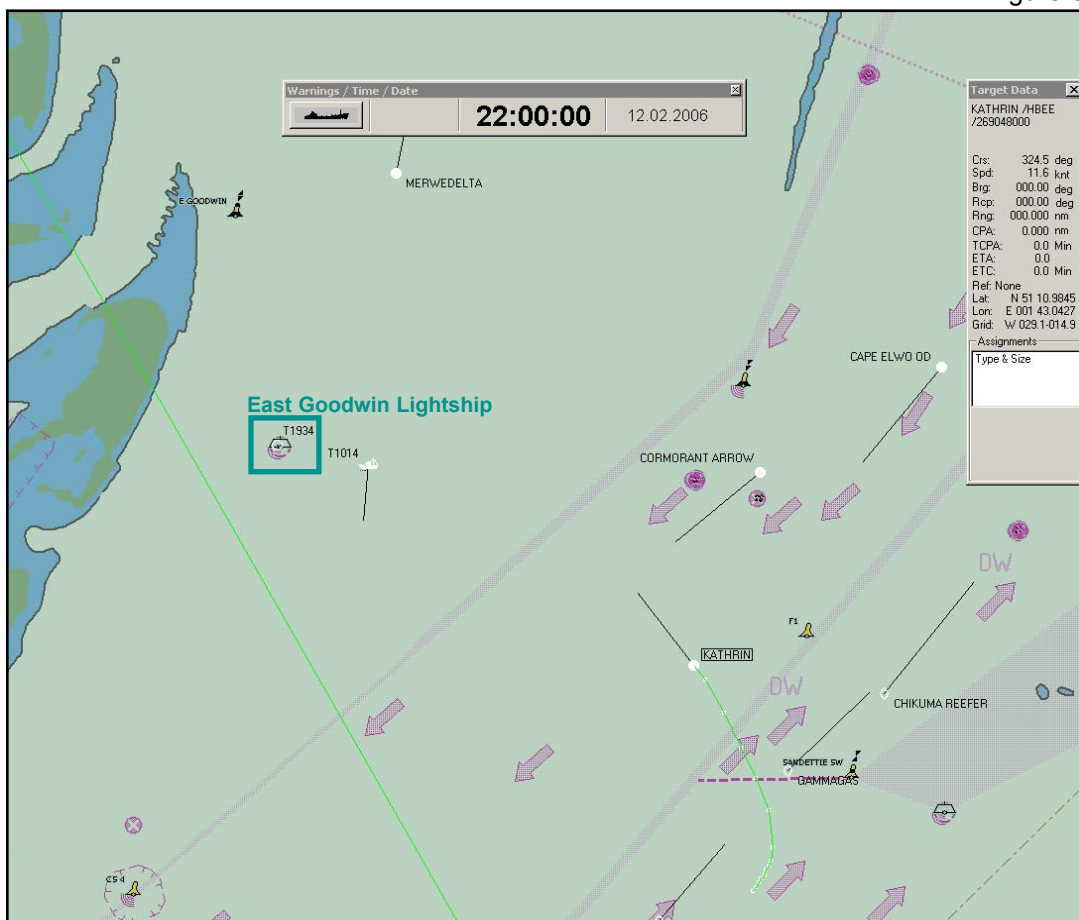 Warnings / Time / Date
22:00:00
12.02.2006
Target Data
KATHRIN /HBEE
/269048000
Crs: 324.5 deg
Spd: 11.6 knt
Brg: 000.00 deg
Rcp: 000.00 deg
Rng: 000.000 nm
CPA: 0.000 nm
TCPA: 0.0 Min
ETA: 0.0
ETC: 0.0 Min
Ref: None
Lat: N 51 10.9845
Lon: E 001 43.0427
Grid: W 029.1-014.9
Assignments
Type & Size
MERWEDELTA
E GOODWIN
CAPE ELWO OD
East Goodwin Lightship
T1934
T1014
CORMORANT ARROW
DW
F1
KATHRIN
DW
CHIKUMA REEFER
SANDETTIE SW
GAMMAGAS
CS 4